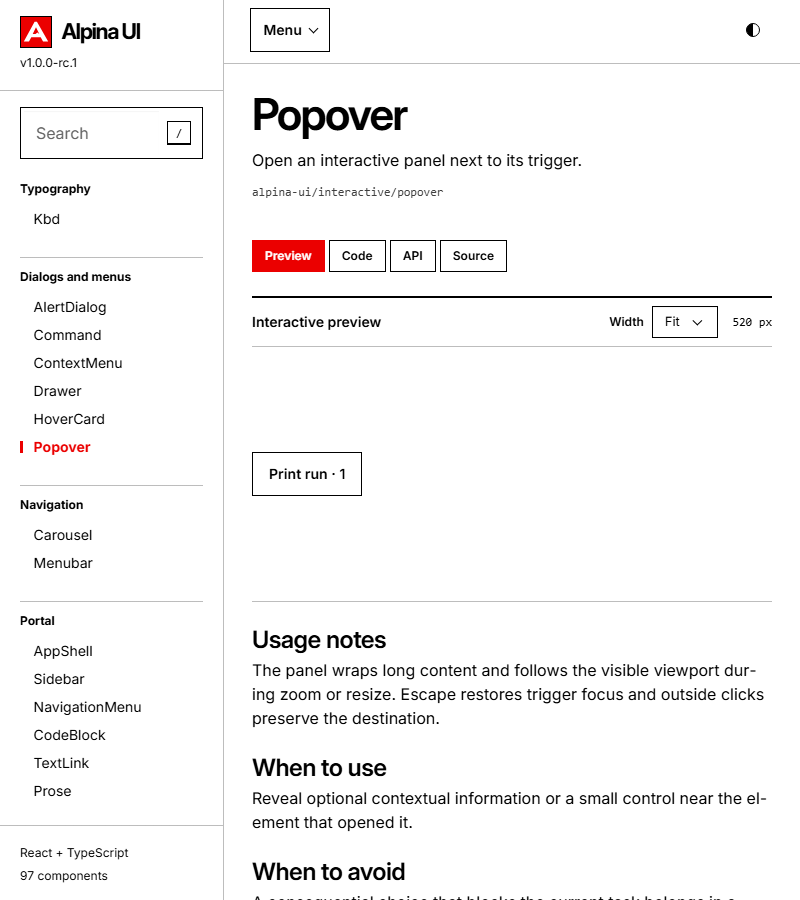 Alpina UI
v1.0.0-rc.1
Search
/
Typography
Kbd
Dialogs and menus
AlertDialog
Command
ContextMenu
Drawer
HoverCard
Popover
Navigation
Carousel
Menubar
Portal
AppShell
Sidebar
NavigationMenu
CodeBlock
TextLink
Prose
React + TypeScript
97 components
Menu
Popover
Open an interactive panel next to its trigger.
alpina-ui/interactive/popover
Preview
Code
API
Source
Interactive preview
Width
Fit
520 px
Print run · 1
Usage notes
The panel wraps long content and follows the visible viewport dur-
ing zoom or resize. Escape restores trigger focus and outside clicks
preserve the destination.
When to use
Reveal optional contextual information or a small control near the el-
ement that opened it.
When to avoid